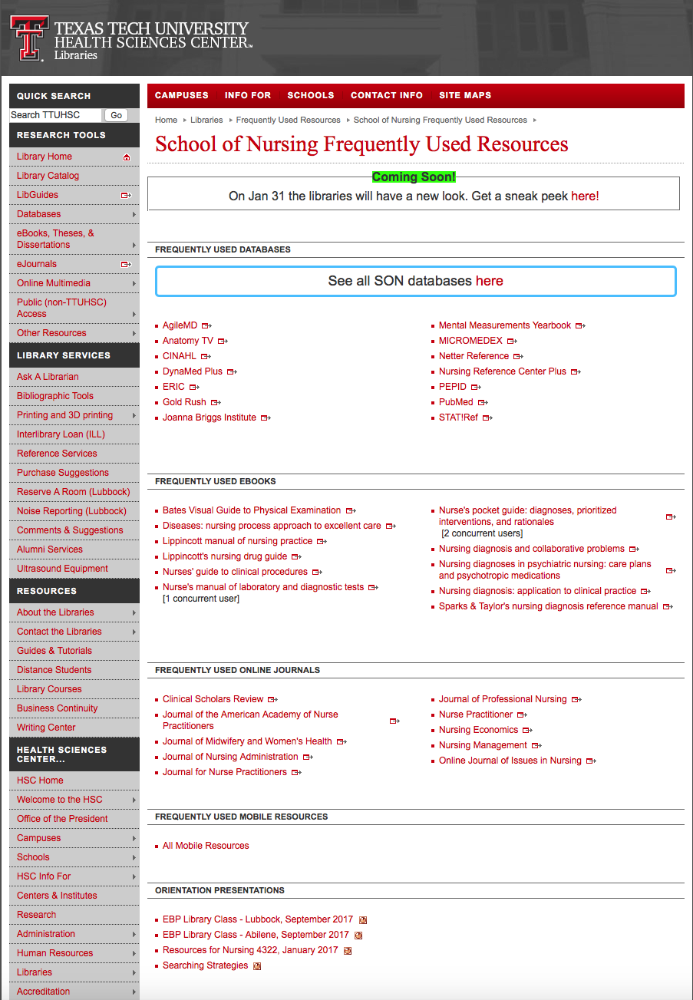 TEXAS TECH UNIVERSITY
HEALTH SCIENCES CENTER™
Libraries
QUICK SEARCH
Search TTUHSC Go
RESEARCH TOOLS
Library Home
Library Catalog
LibGuides
Databases
eBooks, Theses, &
Dissertations
eJournals
Online Multimedia
Public (non-TTUHSC)
Access
Other Resources
LIBRARY SERVICES
Ask A Librarian
Bibliographic Tools
Printing and 3D printing
Interlibrary Loan (ILL)
Reference Services
Purchase Suggestions
Reserve A Room (Lubbock)
Noise Reporting (Lubbock)
Comments & Suggestions
Alumni Services
Ultrasound Equipment
RESOURCES
About the Libraries
Contact the Libraries
Guides & Tutorials
Distance Students
Library Courses
Business Continuity
Writing Center
HEALTH SCIENCES
CENTER...
HSC Home
Welcome to the HSC
Office of the President
Campuses
Schools
HSC Info For
Centers & Institutes
Research
Administration
Human Resources
Libraries
Accreditation
CAMPUSES INFO FOR SCHOOLS CONTACT INFO SITE MAPS
Home Libraries Frequently Used Resources School of Nursing Frequently Used Resources
School of Nursing Frequently Used Resources
Coming Soon!
On Jan 31 the libraries will have a new look. Get a sneak peek here!
FREQUENTLY USED DATABASES
See all SON databases here
AgileMD
Anatomy TV
CINAHL
DynaMed Plus
ERIC
Gold Rush
Joanna Briggs Institute
Mental Measurements Yearbook
MICROMEDEX
Netter Reference
Nursing Reference Center Plus
PEPID
PubMed
STAT!Ref
FREQUENTLY USED EBOOKS
Bates Visual Guide to Physical Examination
Diseases: nursing process approach to excellent care
Lippincott manual of nursing practice
Lippincott's nursing drug guide
Nurses' guide to clinical procedures
Nurse's manual of laboratory and diagnostic tests
[1 concurrent user]
Nurse's pocket guide: diagnoses, prioritized
interventions, and rationales
[2 concurrent users]
Nursing diagnosis and collaborative problems
Nursing diagnoses in psychiatric nursing: care plans
and psychotropic medications
Nursing diagnosis: application to clinical practice
Sparks & Taylor's nursing diagnosis reference manual
FREQUENTLY USED ONLINE JOURNALS
Clinical Scholars Review
Journal of the American Academy of Nurse
Practitioners
Journal of Midwifery and Women's Health
Journal of Nursing Administration
Journal for Nurse Practitioners
Journal of Professional Nursing
Nurse Practitioner
Nursing Economics
Nursing Management
Online Journal of Issues in Nursing
FREQUENTLY USED MOBILE RESOURCES
All Mobile Resources
ORIENTATION PRESENTATIONS
EBP Library Class - Lubbock, September 2017
EBP Library Class - Abilene, September 2017
Resources for Nursing 4322, January 2017
Searching Strategies